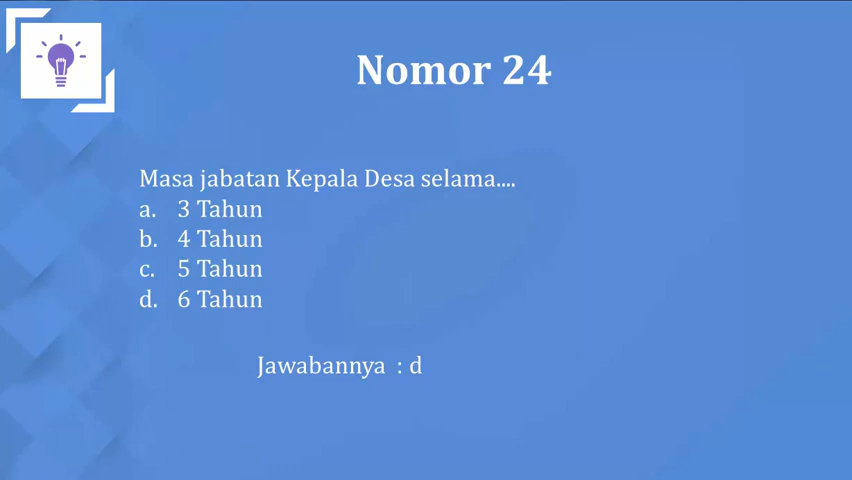 Nomor 24
Masa jabatan Kepala Desa selama....
a. 3 Tahun
b. 4 Tahun
c. 5 Tahun
d. 6 Tahun
Jawabannya : d